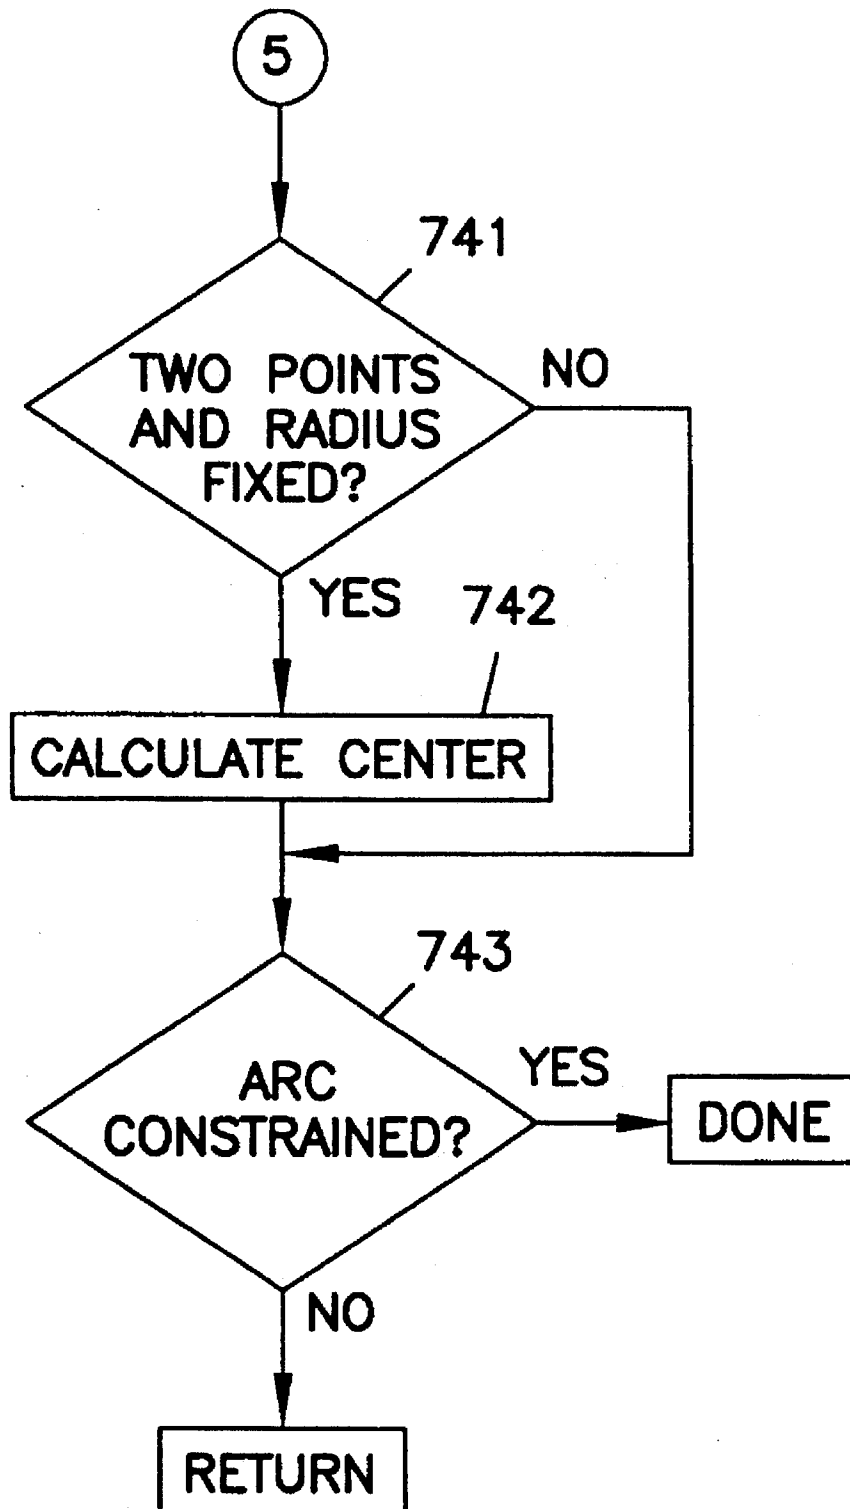 5
741
TWO POINTS
AND RADIUS
FIXED?
NO
YES
742
CALCULATE CENTER
743
ARC
CONSTRAINED?
YES
DONE
NO
RETURN